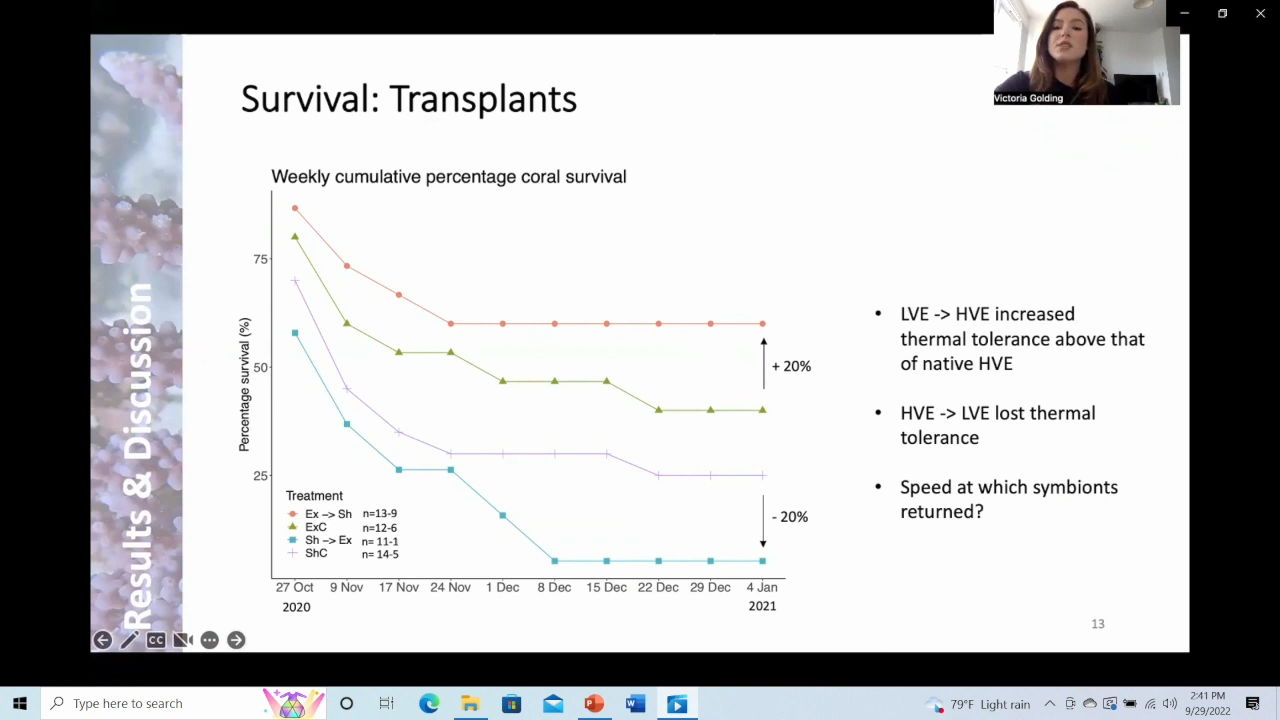 Victoria Golding
Survival: Transplants
Results & Discussion
Weekly cumulative percentage coral survival
Percentage survival (%)
75
50
25
+ 20%
- 20%
Treatment
Ex -> Sh n=13-9
ExC n=12-6
Sh -> Ex n= 11-1
ShC n= 14-5
27 Oct 9 Nov 17 Nov 24 Nov 1 Dec 8 Dec 15 Dec 22 Dec 29 Dec 4 Jan
2020 2021
• LVE -> HVE increased
thermal tolerance above that
of native HVE
• HVE -> LVE lost thermal
tolerance
• Speed at which symbionts
returned?
13
CC
Type here to search
79°F Light rain
2:41 PM
9/29/2022